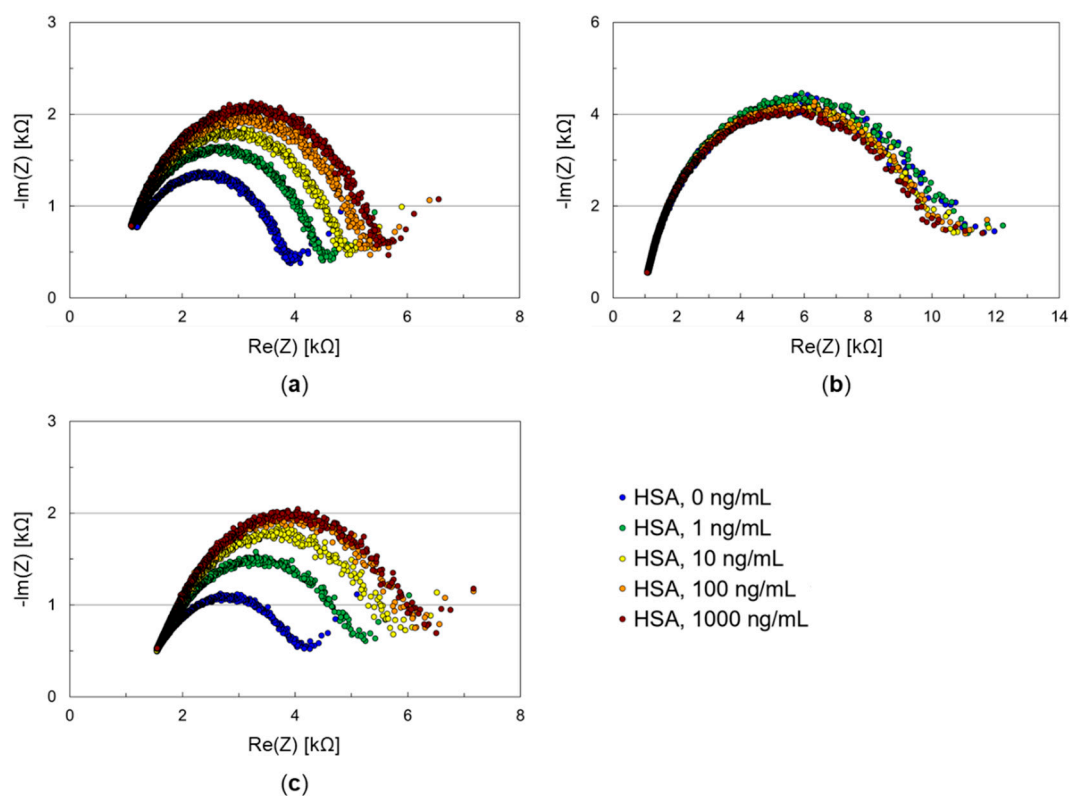 3
2
1
0
-Im(Z) [kΩ]
0 2 4 6 8
Re(Z) [kΩ]
(a)
6
4
2
0
-Im(Z) [kΩ]
0 2 4 6 8 10 12 14
Re(Z) [kΩ]
(b)
3
2
1
0
-Im(Z) [kΩ]
0 2 4 6 8
Re(Z) [kΩ]
(c)
HSA, 0 ng/mL
HSA, 1 ng/mL
HSA, 10 ng/mL
HSA, 100 ng/mL
HSA, 1000 ng/mL